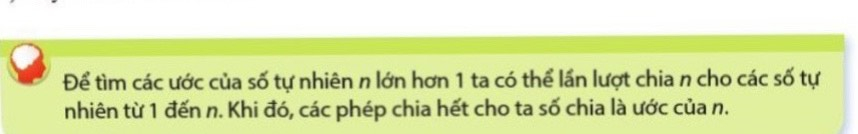 Để tìm các ước của số tự nhiên n lớn hơn 1 ta có thể lần lượt chia n cho các số tự
nhiên từ 1 đến n. Khi đó, các phép chia hết cho ta số chia là ước của n.